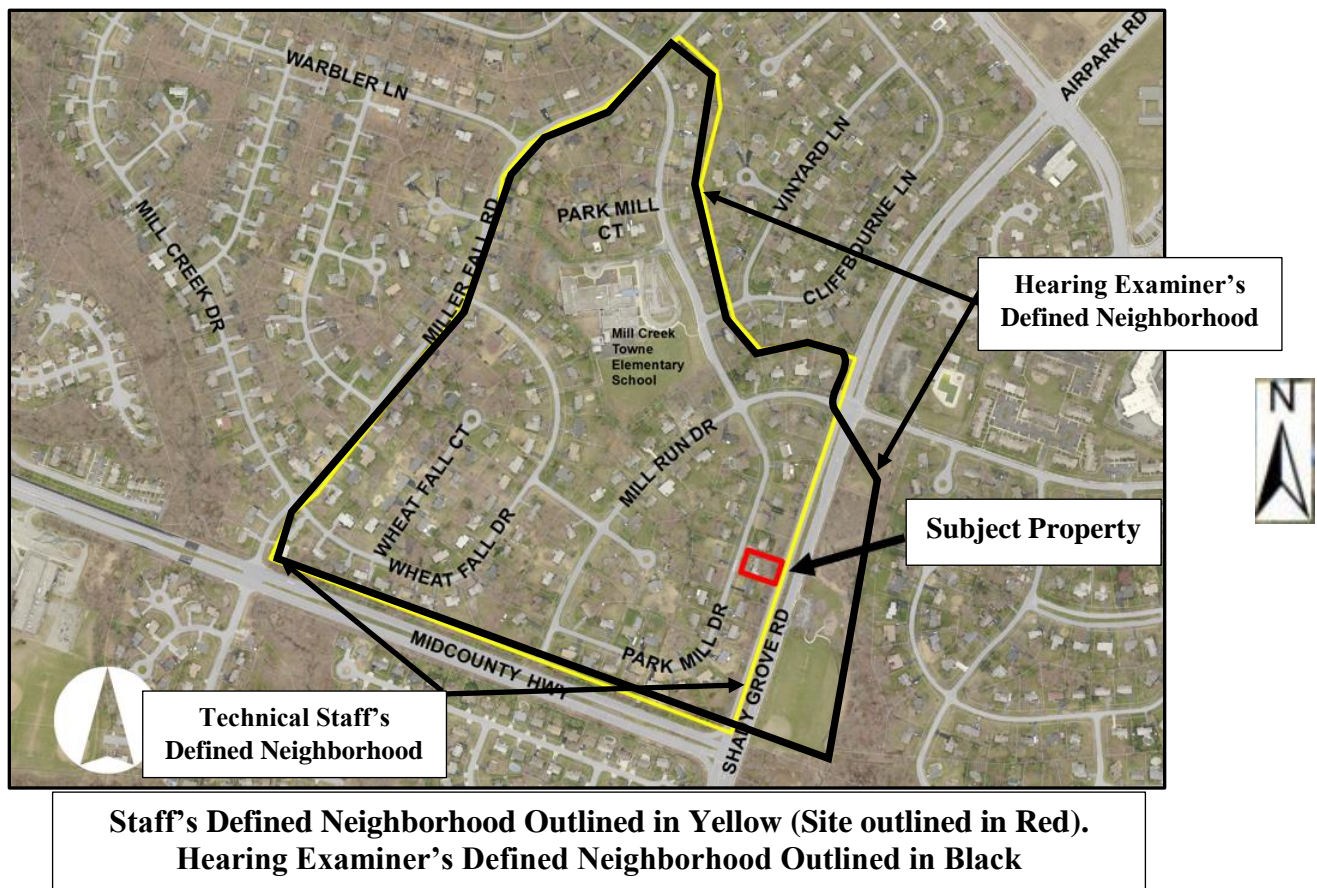 WARBLER LN
AIRPARK RD
VINYARD LN
CLIFFBOURNE LN
PARK MILL
CT
MILLER FALL RD
MILL CREEK DR
Hearing Examiner's
Defined Neighborhood
Mill Creek
Towne
Elementary
School
N
MILL RUN DR
WHEAT FALL CT
WHEAT FALL DR
Subject Property
PARK MILL DR
SHADY GROVE RD
MIDCOUNTY HWY
Technical Staff's
Defined Neighborhood
Staff's Defined Neighborhood Outlined in Yellow (Site outlined in Red).
Hearing Examiner's Defined Neighborhood Outlined in Black